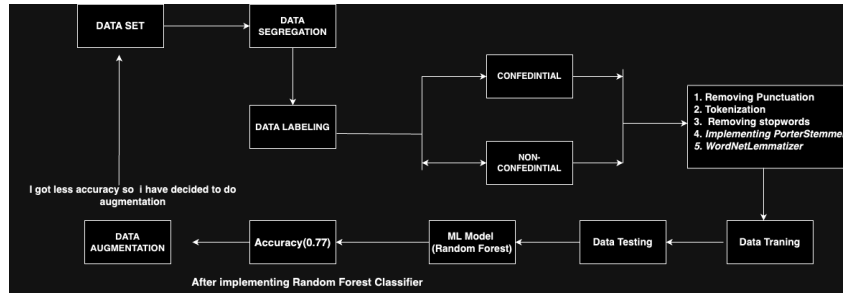 DATA SET
DATA
SEGREGATION
DATA LABELING
CONFEDINTIAL
NON-
CONFEDINTIAL
1. Removing Punctuation
2. Tokenization
3. Removing stopwords
4. Implementing PorterStemme
5. WordNetLemmatizer
I got less accuracy so i have decided to do
augmentation
DATA
AUGMENTATION
Accuracy(0.77)
ML Model
(Random Forest)
Data Testing
Data Traning
After implementing Random Forest Classifier